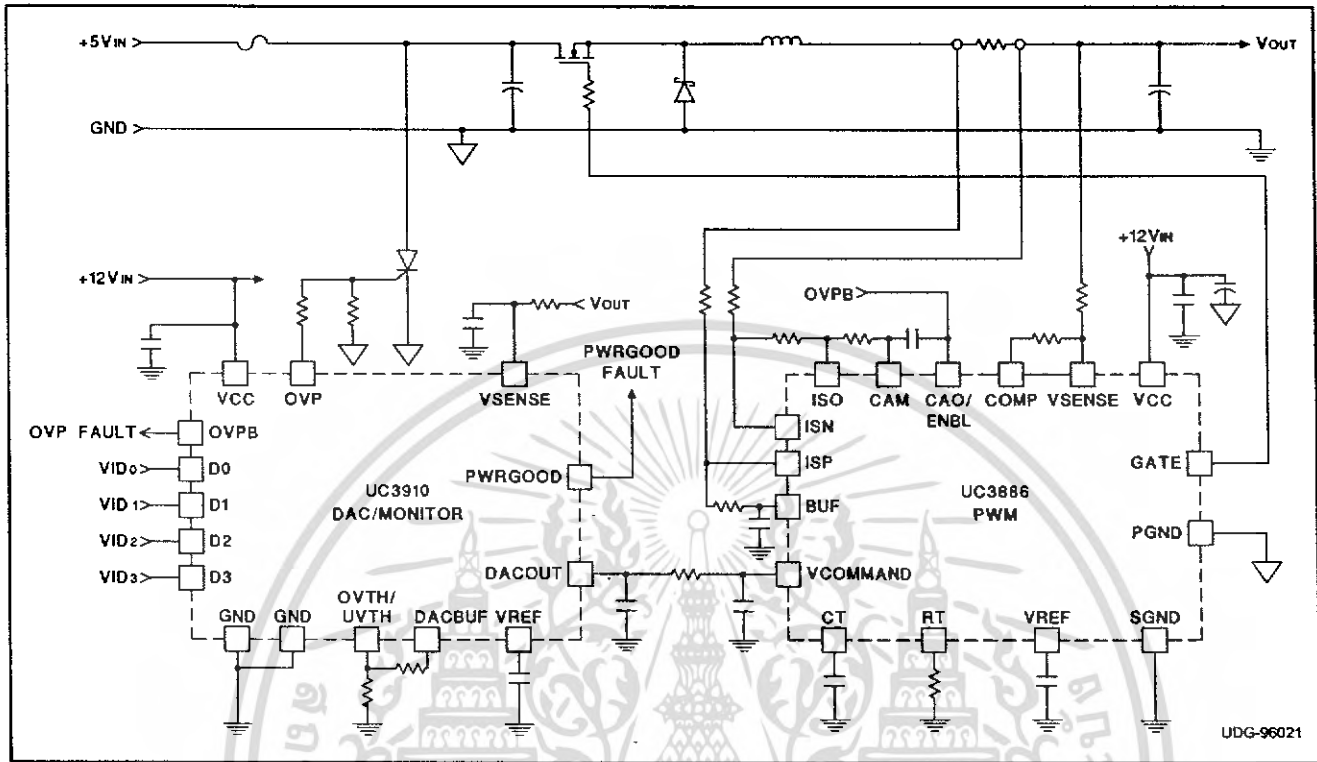 +5VIN
VOUT
GND
+12VIN
+12VIN
OVPB
VOUT
PWRGOOD
FAULT
VCC
OVP
VSENSE
ISO
CAM
CAO/
ENBL
COMP
VSENSE
VCC
OVP FAULT
OVPB
VID0
D0
VID1
D1
VID2
D2
VID3
D3
UC3910
DAC/MONITOR
PWRGOOD
DACOUT
GND
GND
OVTH/
UVTH
DACBUF
VREF
ISN
ISP
BUF
VCOMMAND
UC3886
PWM
GATE
PGND
CT
RT
VREF
SGND
UDG-96021